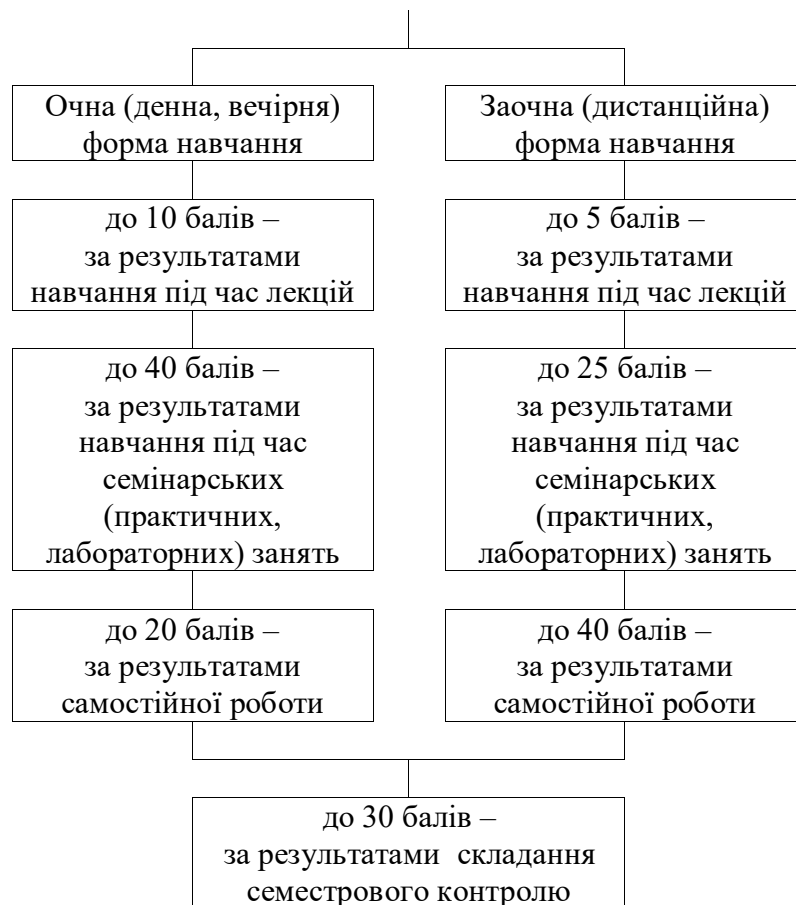 Очна (денна, вечірня)
форма навчання
до 10 балів –
за результатами
навчання під час лекцій
до 40 балів –
за результатами
навчання під час
семінарських
(практичних,
лабораторних) занять
до 20 балів –
за результатами
самостійної роботи
Заочна (дистанційна)
форма навчання
до 5 балів –
за результатами
навчання під час лекцій
до 25 балів –
за результатами
навчання під час
семінарських
(практичних,
лабораторних) занять
до 40 балів –
за результатами
самостійної роботи
до 30 балів –
за результатами складання
семестрового контролю